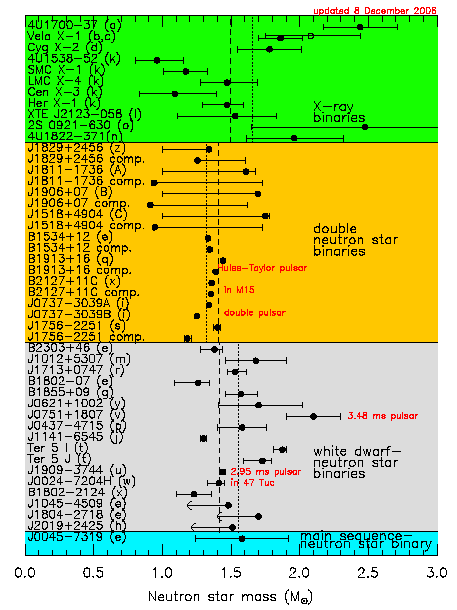 updated 8 December 2006
4U1700-37 (a)
Vela X-1 (b,c)
Cyg X-2 (d)
4U1538-52 (k)
SMC X-1 (k)
LMC X-4 (k)
Cen X-3 (k)
Her X-1 (k)
XTE J2123-058 (l)
2S 0921-630 (o)
4U1822-371(n)
X-ray
binaries
J1829+2456 (z)
J1829+2456 comp.
J1811-1736 (A)
J1811-1736 comp.
J1906+07 (B)
J1906+07 comp.
J1518+4904 (C)
J1518+4904 comp.
B1534+12 (e)
B1534+12 comp.
B1913+16 (q)
B1913+16 comp.
B2127+11C (x)
B2127+11C comp.
J0737-3039A (i)
J0737-3039B (i)
J1756-2251 (s)
J1756-2251 comp.
double
neutron star
binaries
Hulse-Taylor pulsar
in M15
double pulsar
B2303+46 (e)
J1012+5307 (m)
J1713+0747 (r)
B1802-07 (e)
B1855+09 (g)
J0621+1002 (y)
J0751+1807 (v)
J0437-4715 (p)
J1141-6545 (j)
Ter 5 I (t)
Ter 5 J (t)
J1909-3744 (u)
J0024-7204H (w)
B1802-2124 (x)
J1045-4509 (e)
J1804-2718 (e)
J2019+2425 (h)
3.48 ms pulsar
white dwarf-
neutron star
binaries
2.95 ms pulsar
in 47 Tuc
J0045-7319 (e)
main sequence-
neutron star binary
0.0 0.5 1.0 1.5 2.0 2.5 3.0
Neutron star mass (M☉)